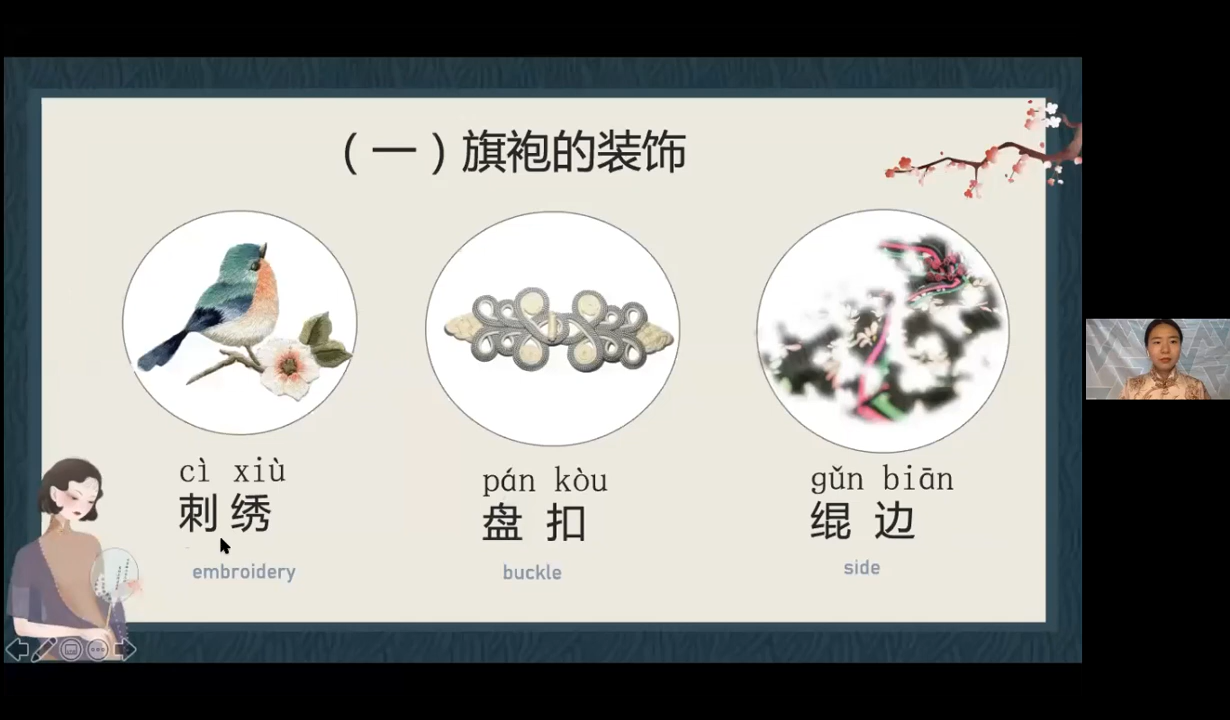 （一）旗袍的装饰
cì xiù
刺绣
embroidery
pán kòu
盘扣
buckle
gǔn biān
绲边
side